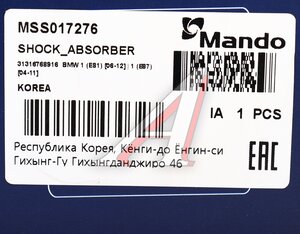 MSS017276
Mando
SHOCK_ABSORBER
31316768916 BMW 1 (E81) [06-12]; 1 (E87)
[04-11]
KOREA
IA 1 PCS
Республика Корея, Кёнги-до Ёнгин-си
Гихынг-Гу Гихынгданджиро 46
EAC